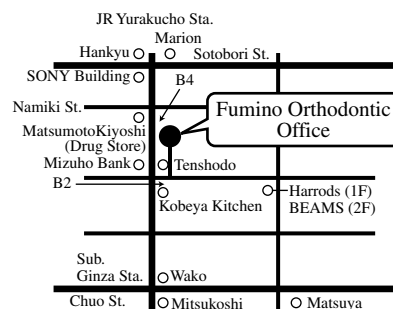 JR Yurakucho Sta.
Marion
Hankyu
Sotobori St.
SONY Building
B4
Namiki St.
Fumino Orthodontic
Office
MatsumotoKiyoshi
(Drug Store)
Mizuho Bank
Tenshodo
B2
Kobeya Kitchen
Harrods (1F)
BEAMS (2F)
Sub.
Ginza Sta.
Wako
Chuo St.
Mitsukoshi
Matsuya